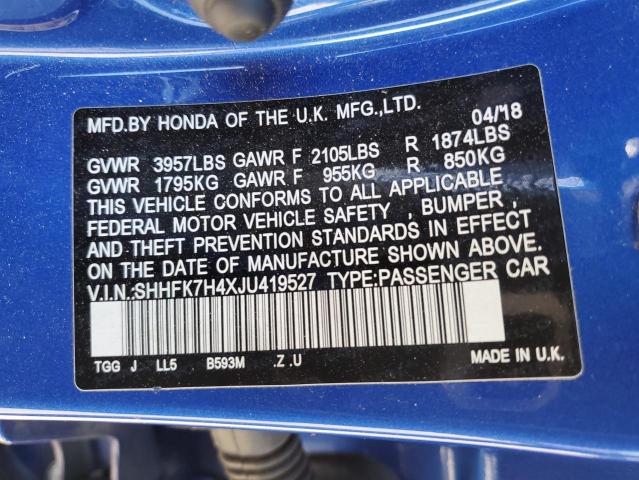 MFD.BY HONDA OF THE U.K. MFG.,LTD. 04/18
GVWR 3957LBS GAWR F 2105LBS R 1874LBS
GVWR 1795KG GAWR F 955KG R 850KG
THIS VEHICLE CONFORMS TO ALL APPLICABLE
FEDERAL MOTOR VEHICLE SAFETY , BUMPER ,
AND THEFT PREVENTION STANDARDS IN EFFECT
ON THE DATE OF MANUFACTURE SHOWN ABOVE.
V.I.N.:SHHFK7H4XJU419527 TYPE:PASSENGER CAR
TGG J LL5 B593M .Z .U MADE IN U.K.